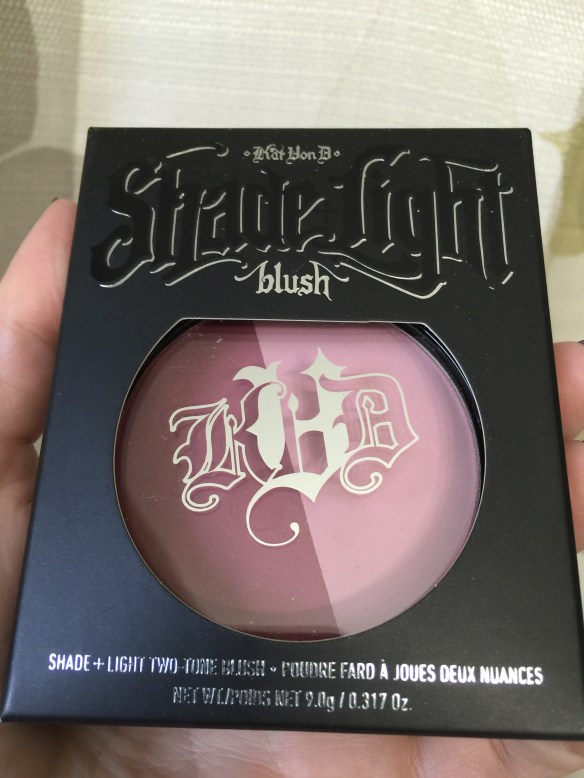 Kat Von D
Shade + Light
blush
KVD
SHADE + LIGHT TWO-TONE BLUSH • POUDRE FARD À JOUES DEUX NUANCES
NET WT./POIDS NET 9.0g / 0.317 Oz.